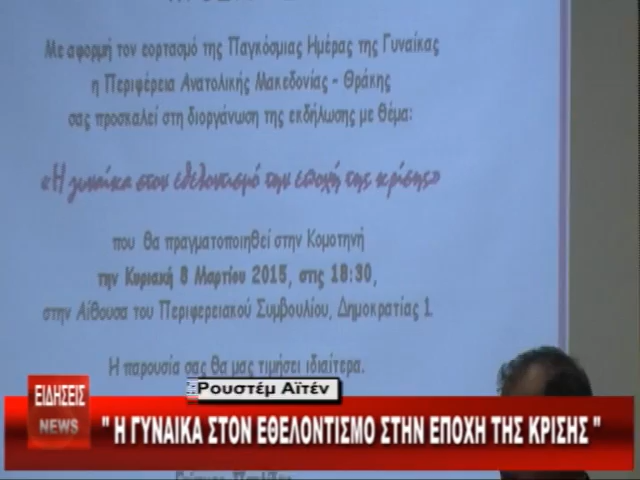 Με αφορμή τον εορτασμό της Παγκόσμιας Ημέρας της Γυναίκας
η Περιφέρεια Ανατολικής Μακεδονίας - Θράκης
σας προσκαλεί στη διοργάνωση της εκδήλωσης με θέμα:
«Η γυναίκα στον εθελοντισμό την εποχή της κρίσης»
που θα πραγματοποιηθεί στην Κομοτηνή
την Κυριακή 8 Μαρτίου 2015, στις 18:30,
στην Αίθουσα του Περιφερειακού Συμβουλίου, Δημοκρατίας 1.
Η παρουσία σας θα μας τιμήσει ιδιαίτερα.
Ρουστέμ Αϊτέν
ΕΙΔΗΣΕΙΣ
NEWS
" Η ΓΥΝΑΙΚΑ ΣΤΟΝ ΕΘΕΛΟΝΤΙΣΜΟ ΣΤΗΝ ΕΠΟΧΗ ΤΗΣ ΚΡΙΣΗΣ "